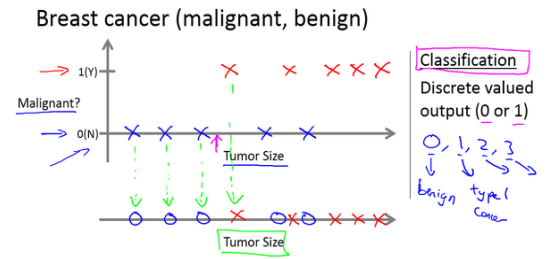 Breast cancer (malignant, benign)
1(Y)
Malignant?
0(N)
Tumor Size
Tumor Size
Classification
Discrete valued
output (0 or 1)
0, 1, 2, 3
benign type 1
cancer